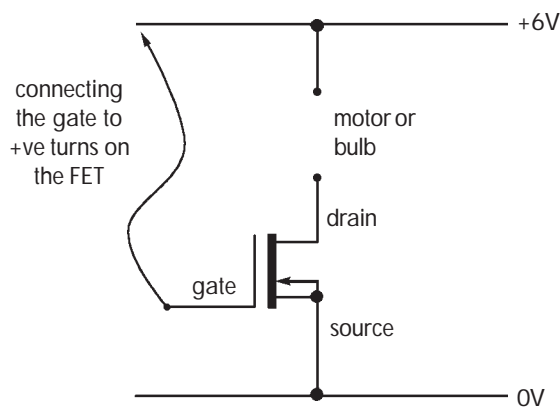 +6V
connecting
the gate to
+ve turns on
the FET
motor or
bulb
drain
gate
source
0V